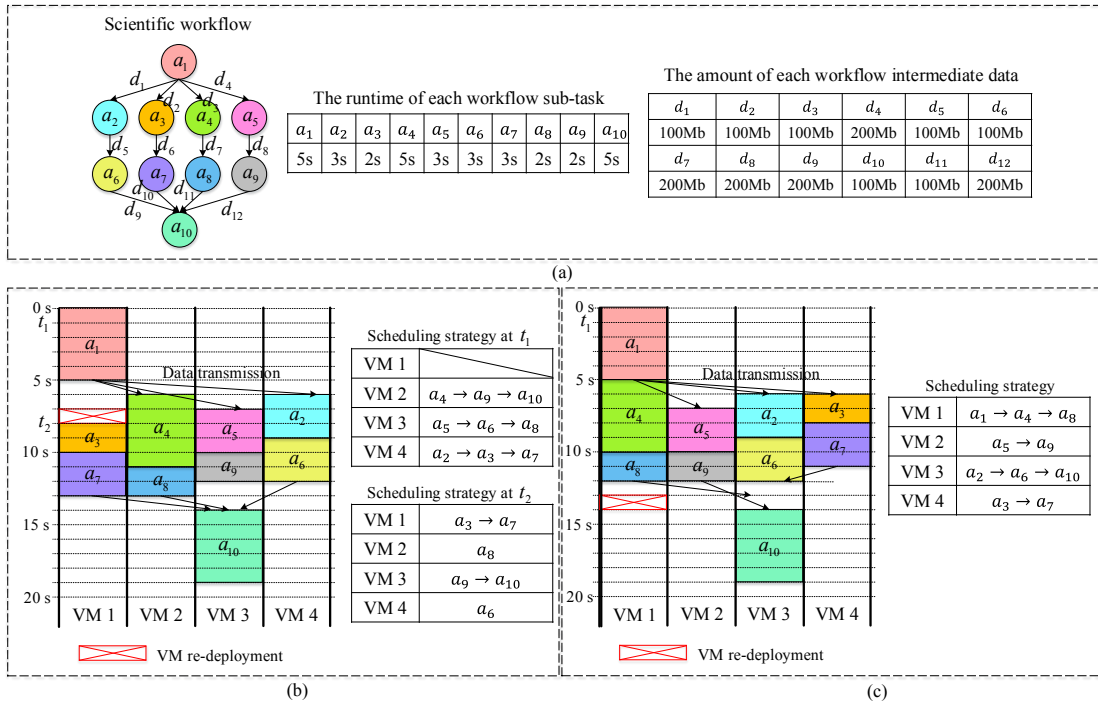 Scientific workflow
a1
d1 d2 d3 d4
a2 a3 a4 a5
d5 d6 d7 d8
a6 a7 a8 a9
d9 d10 d11 d12
a10
The runtime of each workflow sub-task
a1 a2 a3 a4 a5 a6 a7 a8 a9 a10
5s 3s 2s 5s 3s 3s 3s 2s 2s 5s
The amount of each workflow intermediate data
d1 d2 d3 d4 d5 d6
100Mb 100Mb 100Mb 200Mb 100Mb 100Mb
d7 d8 d9 d10 d11 d12
200Mb 200Mb 200Mb 100Mb 100Mb 200Mb
(a)
0 s
t1
a1
5 s
Data transmission
a2
t2
a3 a4 a5
10 s
a7 a9 a6
a8
15 s
a10
20 s
VM 1 VM 2 VM 3 VM 4
VM re-deployment
Scheduling strategy at t1
VM 1
VM 2 a4 → a9 → a10
VM 3 a5 → a6 → a8
VM 4 a2 → a3 → a7
Scheduling strategy at t2
VM 1 a3 → a7
VM 2 a8
VM 3 a9 → a10
VM 4 a6
(b)
0 s
t1
a1
5 s
Data transmission
a4 a5 a2 a3
10 s
a8 a9 a6 a7
15 s
a10
20 s
VM 1 VM 2 VM 3 VM 4
VM re-deployment
Scheduling strategy
VM 1 a1 → a4 → a8
VM 2 a5 → a9
VM 3 a2 → a6 → a10
VM 4 a3 → a7
(c)